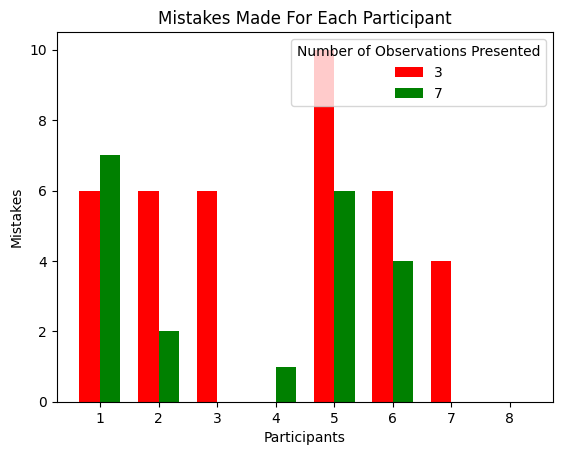 Mistakes Made For Each Participant
Number of Observations Presented
3
7
10
8
6
4
2
0
Mistakes
1 2 3 4 5 6 7 8
Participants